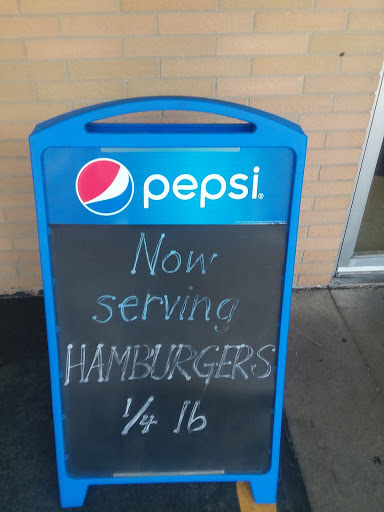 pepsi
Now
serving
HAMBURGERS
1/4 lb